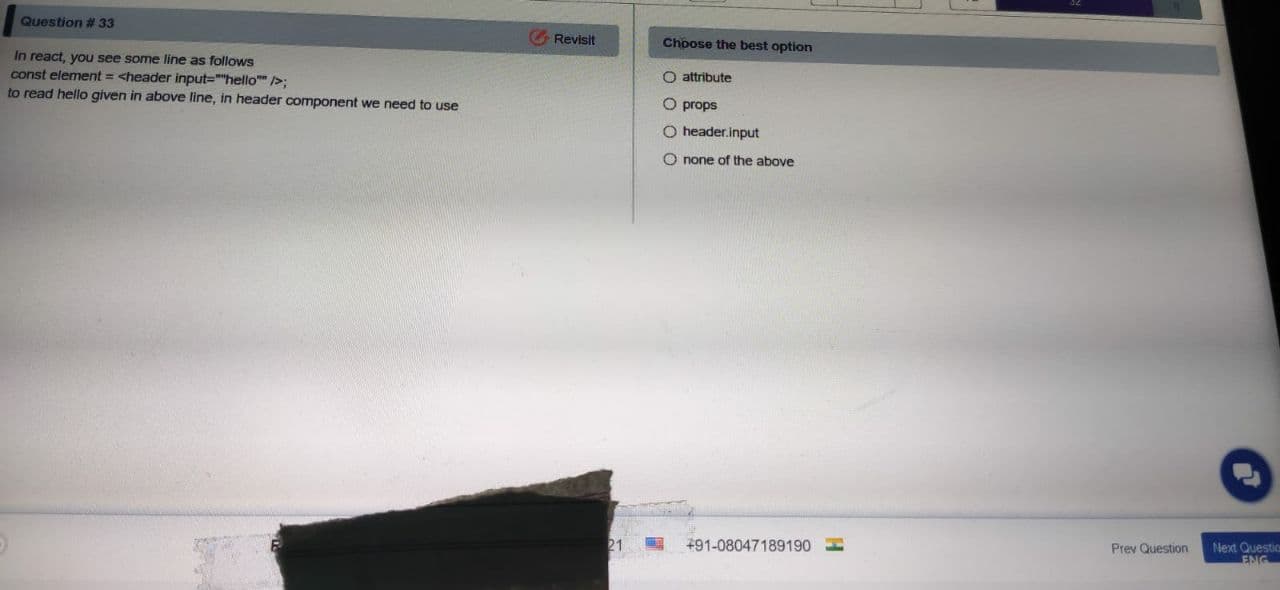 Question # 33
Revisit
In react, you see some line as follows
const element = <header input=""hello"" />;
to read hello given in above line, in header component we need to use
Choose the best option
attribute
props
header.input
none of the above
21
+91-08047189190
Prev Question
Next Questio
ENG